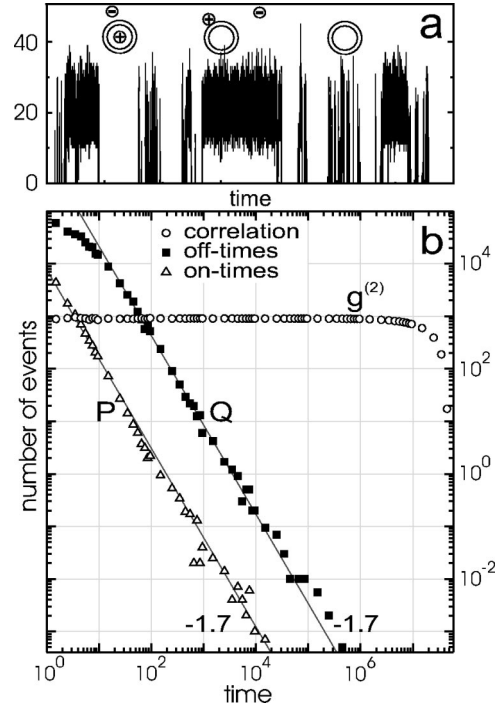 a
40
20
0
time
b
correlation
off-times
on-times
g(2)
P
Q
-1.7
-1.7
number of events
10^4
10^2
10^0
10^-2
10^0
10^2
10^4
10^6
time